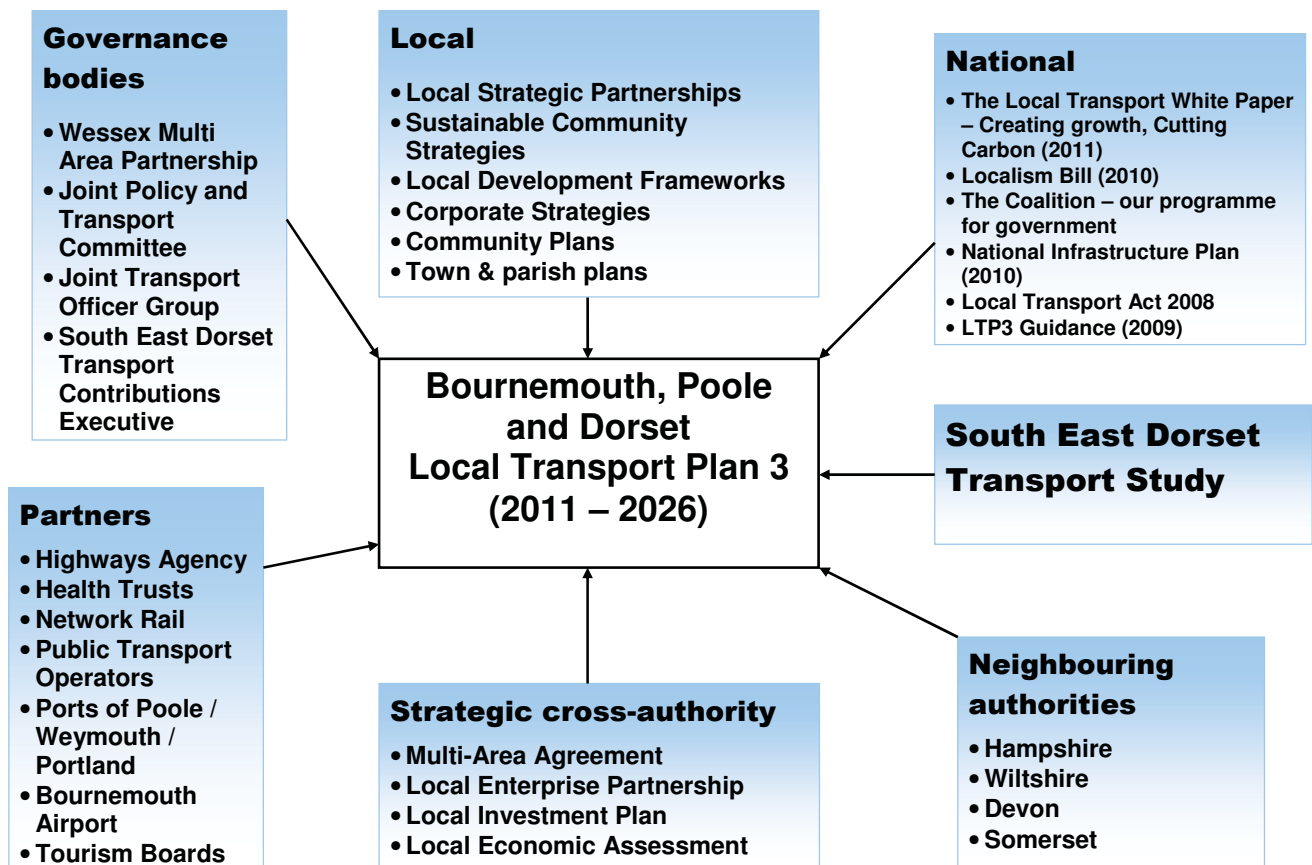 Governance
bodies
• Wessex Multi
Area Partnership
• Joint Policy and
Transport
Committee
• Joint Transport
Officer Group
• South East Dorset
Transport
Contributions
Executive
Local
• Local Strategic Partnerships
• Sustainable Community
Strategies
• Local Development Frameworks
• Corporate Strategies
• Community Plans
• Town & parish plans
National
• The Local Transport White Paper
– Creating growth, Cutting
Carbon (2011)
• Localism Bill (2010)
• The Coalition – our programme
for government
• National Infrastructure Plan
(2010)
• Local Transport Act 2008
• LTP3 Guidance (2009)
Bournemouth, Poole
and Dorset
Local Transport Plan 3
(2011 – 2026)
South East Dorset
Transport Study
Partners
• Highways Agency
• Health Trusts
• Network Rail
• Public Transport
Operators
• Ports of Poole /
Weymouth /
Portland
• Bournemouth
Airport
• Tourism Boards
Strategic cross-authority
• Multi-Area Agreement
• Local Enterprise Partnership
• Local Investment Plan
• Local Economic Assessment
Neighbouring
authorities
• Hampshire
• Wiltshire
• Devon
• Somerset